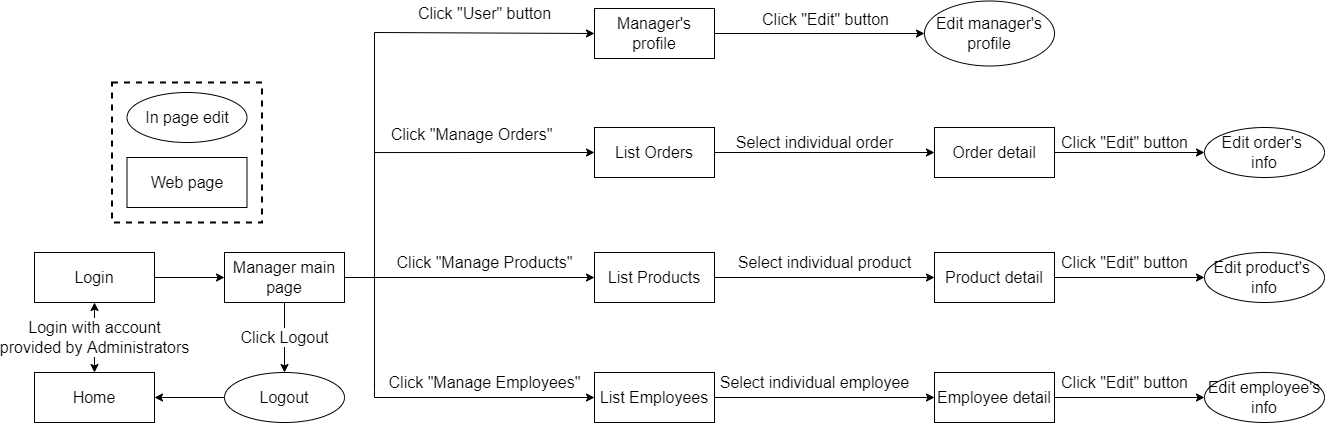 Click "User" button
Manager's
profile
Click "Edit" button
Edit manager's
profile
In page edit
Web page
Click "Manage Orders"
List Orders
Select individual order
Order detail
Click "Edit" button
Edit order's
info
Login
Manager main
page
Click "Manage Products"
List Products
Select individual product
Product detail
Click "Edit" button
Edit product's
info
Login with account
provided by Administrators
Click Logout
Home
Logout
Click "Manage Employees"
List Employees
Select individual employee
Employee detail
Click "Edit" button
Edit employee's
info